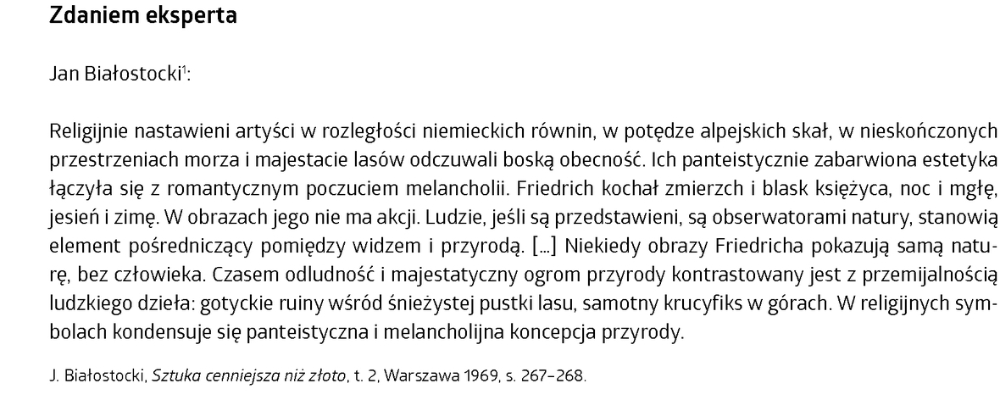 Zdaniem eksperta
Jan Białostocki¹:
Religijnie nastawieni artyści w rozległości niemieckich równin, w potędze alpejskich skał, w nieskończonych
przestrzeniach morza i majestacie lasów odczuwali boską obecność. Ich panteistycznie zabarwiona estetyka
łączyła się z romantycznym poczuciem melancholii. Friedrich kochał zmierzch i blask księżyca, noc i mgłę,
jesień i zimę. W obrazach jego nie ma akcji. Ludzie, jeśli są przedstawieni, są obserwatorami natury, stanowią
element pośredniczący pomiędzy widzem i przyrodą. […] Niekiedy obrazy Friedricha pokazują samą natu-
rę, bez człowieka. Czasem odludność i majestatyczny ogrom przyrody kontrastowany jest z przemijalnością
ludzkiego dzieła: gotyckie ruiny wśród śnieżystej pustki lasu, samotny krucyfiks w górach. W religijnych sym-
bolach kondensuje się panteistyczna i melancholijna koncepcja przyrody.
J. Białostocki, Sztuka cenniejsza niż złoto, t. 2, Warszawa 1969, s. 267–268.